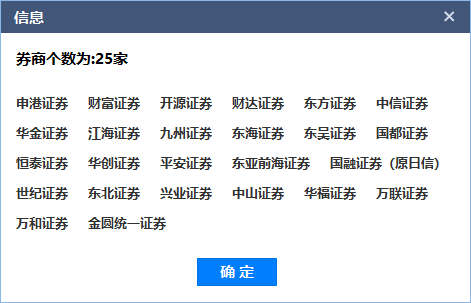 信息
券商个数为:25家
申港证券 财富证券 开源证券 财达证券 东方证券 中信证券
华金证券 江海证券 九州证券 东海证券 东吴证券 国都证券
恒泰证券 华创证券 平安证券 东亚前海证券 国融证券（原日信）
世纪证券 东北证券 兴业证券 中山证券 华福证券 万联证券
万和证券 金圆统一证券
确 定